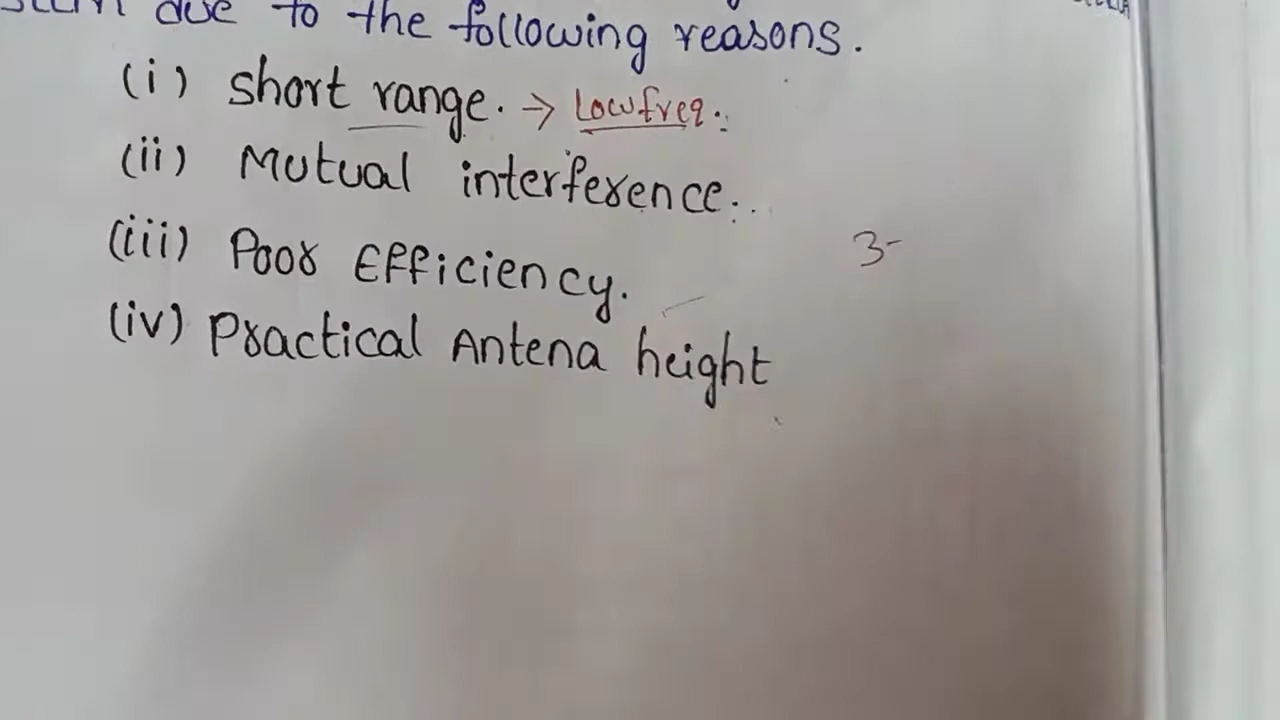 due to the following reasons.
(i) short range. → Lowfreq.
(ii) Mutual interference.
(iii) Poor Efficiency.
(iv) Practical Antena height
3-